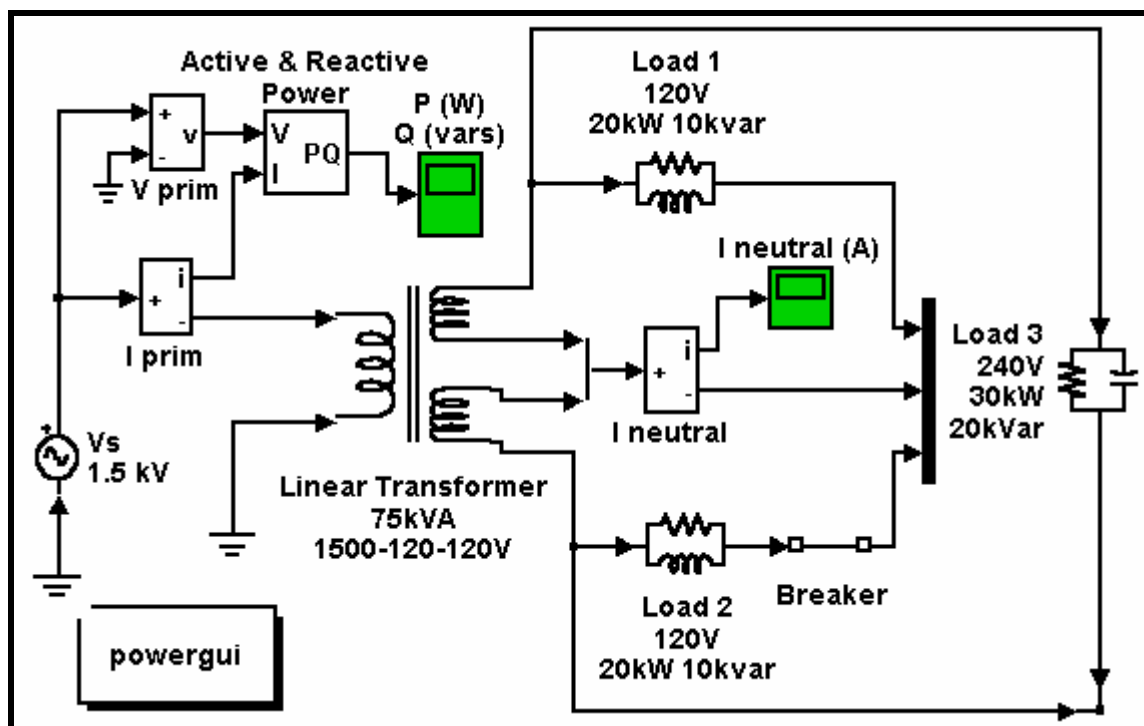 Active & Reactive
Power
P (W)
Q (vars)
Load 1
120V
20kW 10kvar
+
v
-
V prim
V
I
PQ
I neutral (A)
+
i
-
I prim
+
i
-
I neutral
Load 3
240V
30kW
20kVar
+
Vs
1.5 kV
Linear Transformer
75kVA
1500-120-120V
Breaker
Load 2
120V
20kW 10kvar
powergui